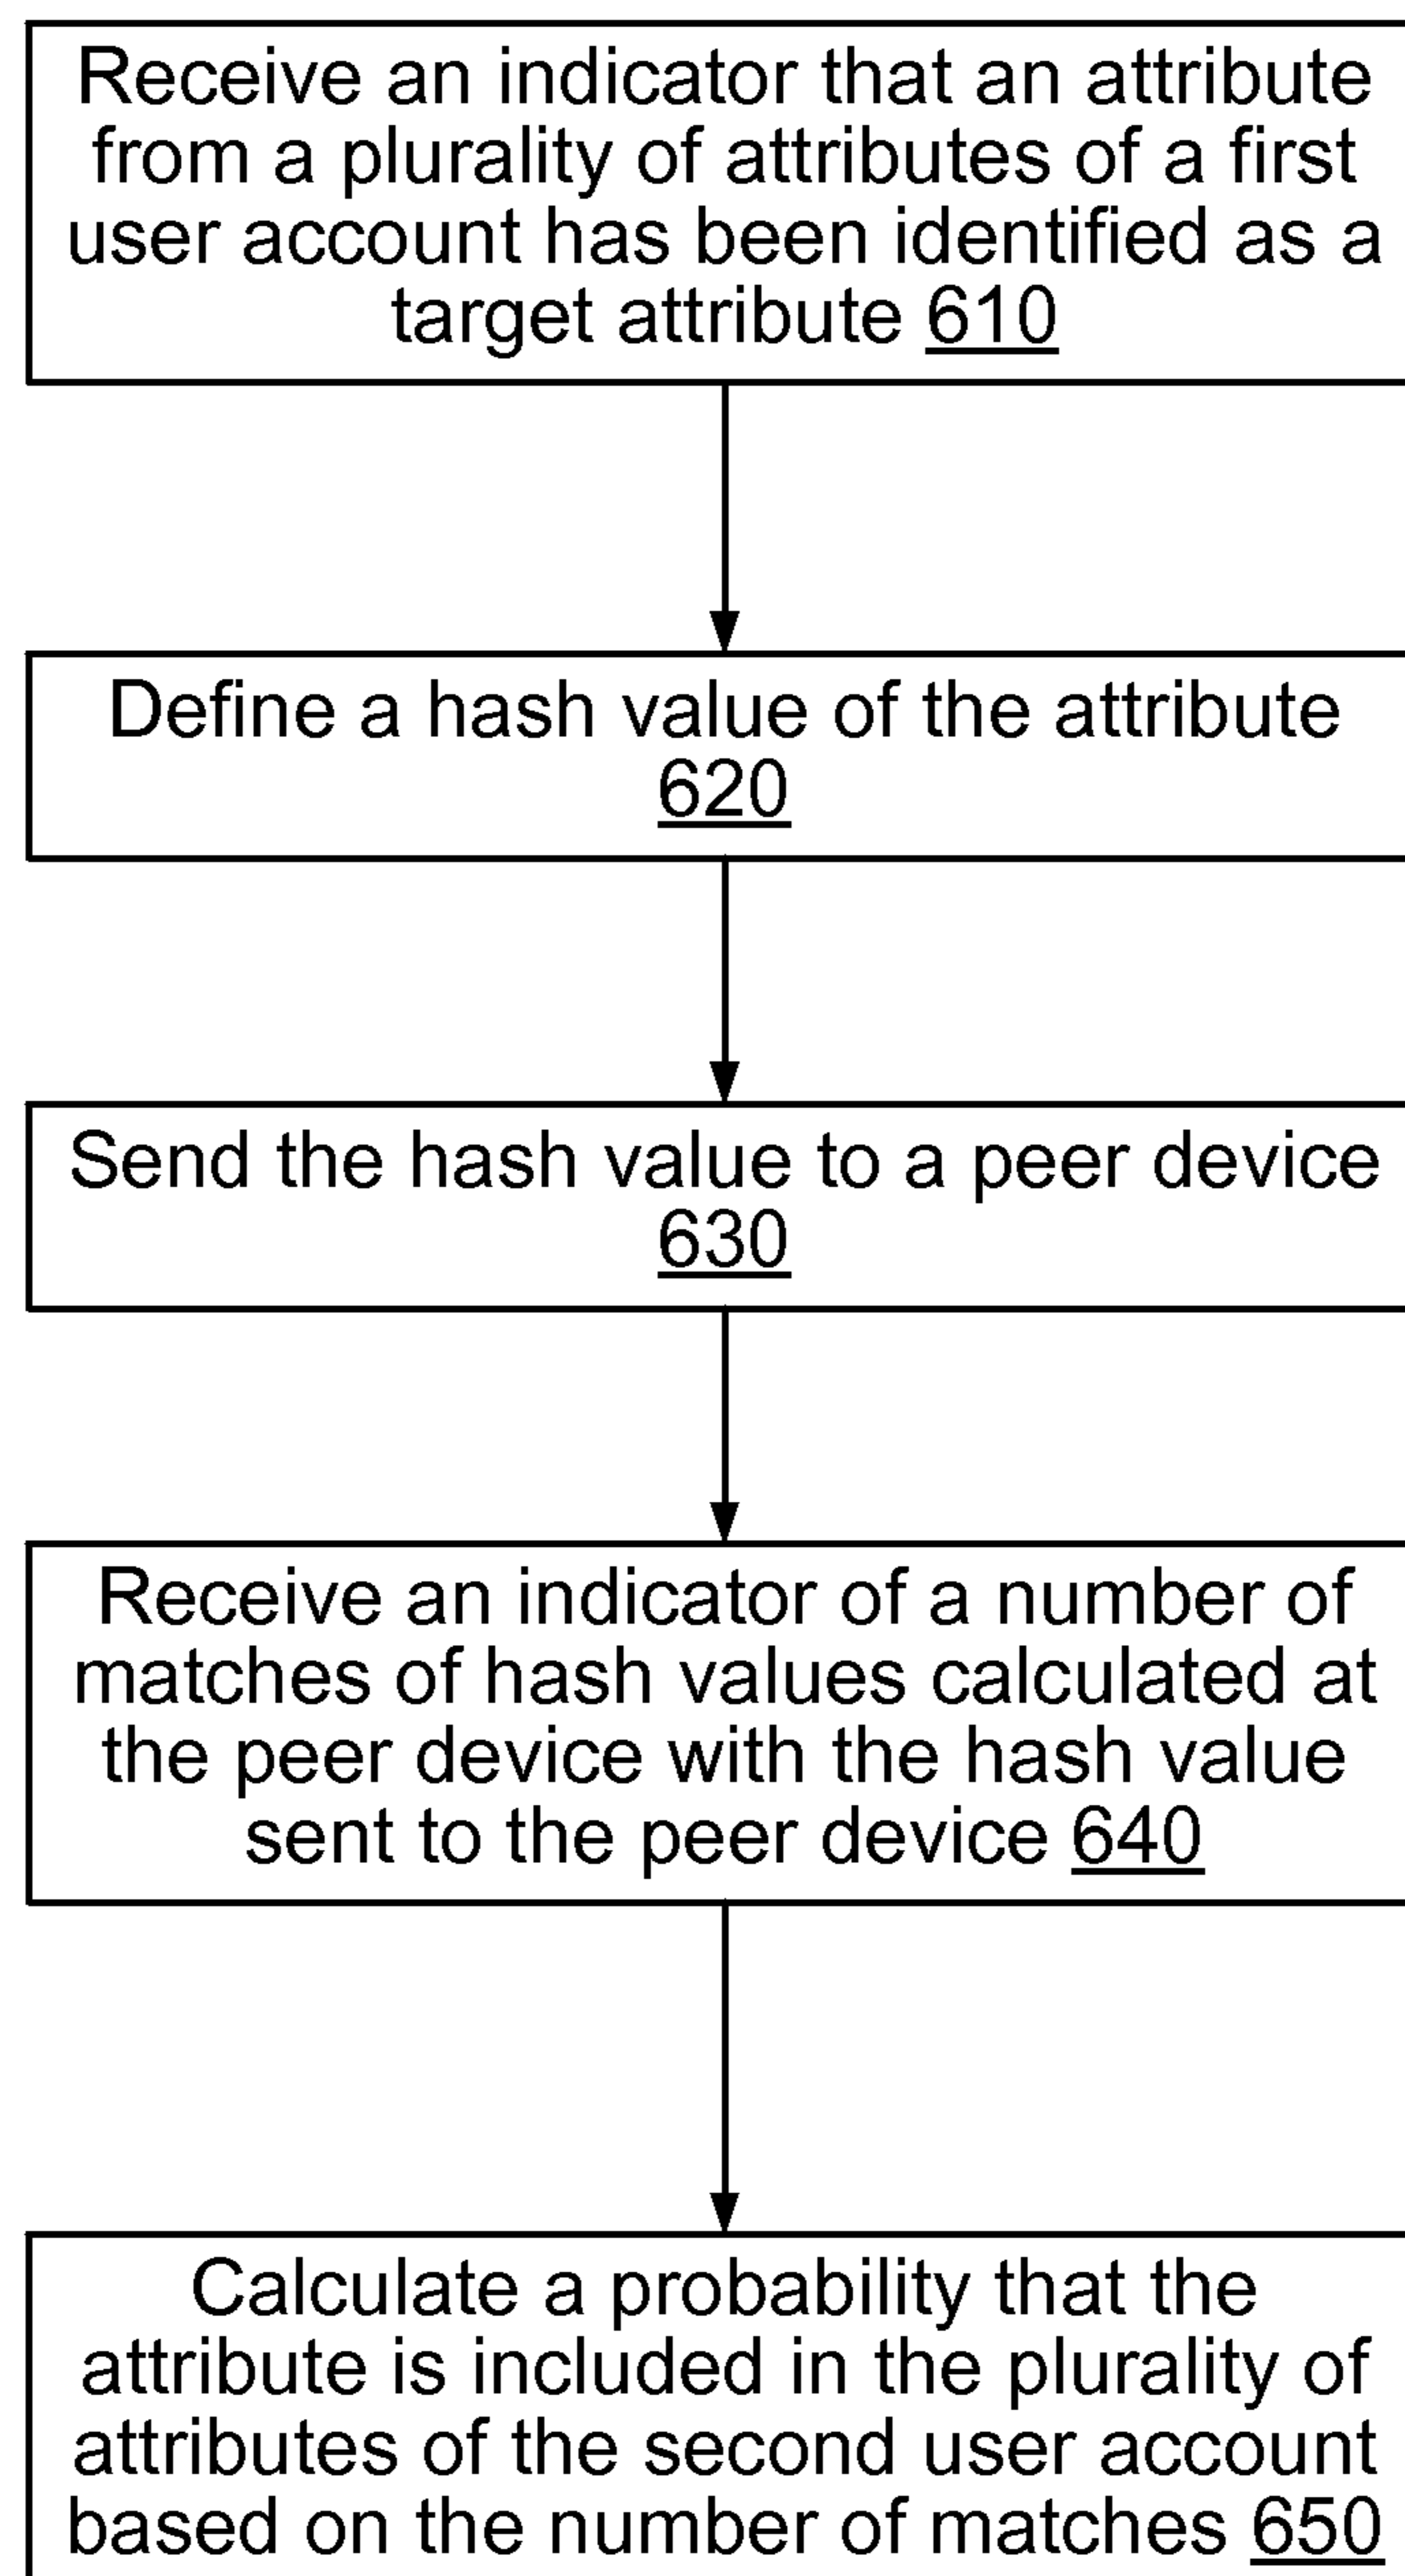 Receive an indicator that an attribute
from a plurality of attributes of a first
user account has been identified as a
target attribute 610
Define a hash value of the attribute
620
Send the hash value to a peer device
630
Receive an indicator of a number of
matches of hash values calculated at
the peer device with the hash value
sent to the peer device 640
Calculate a probability that the
attribute is included in the plurality of
attributes of the second user account
based on the number of matches 650